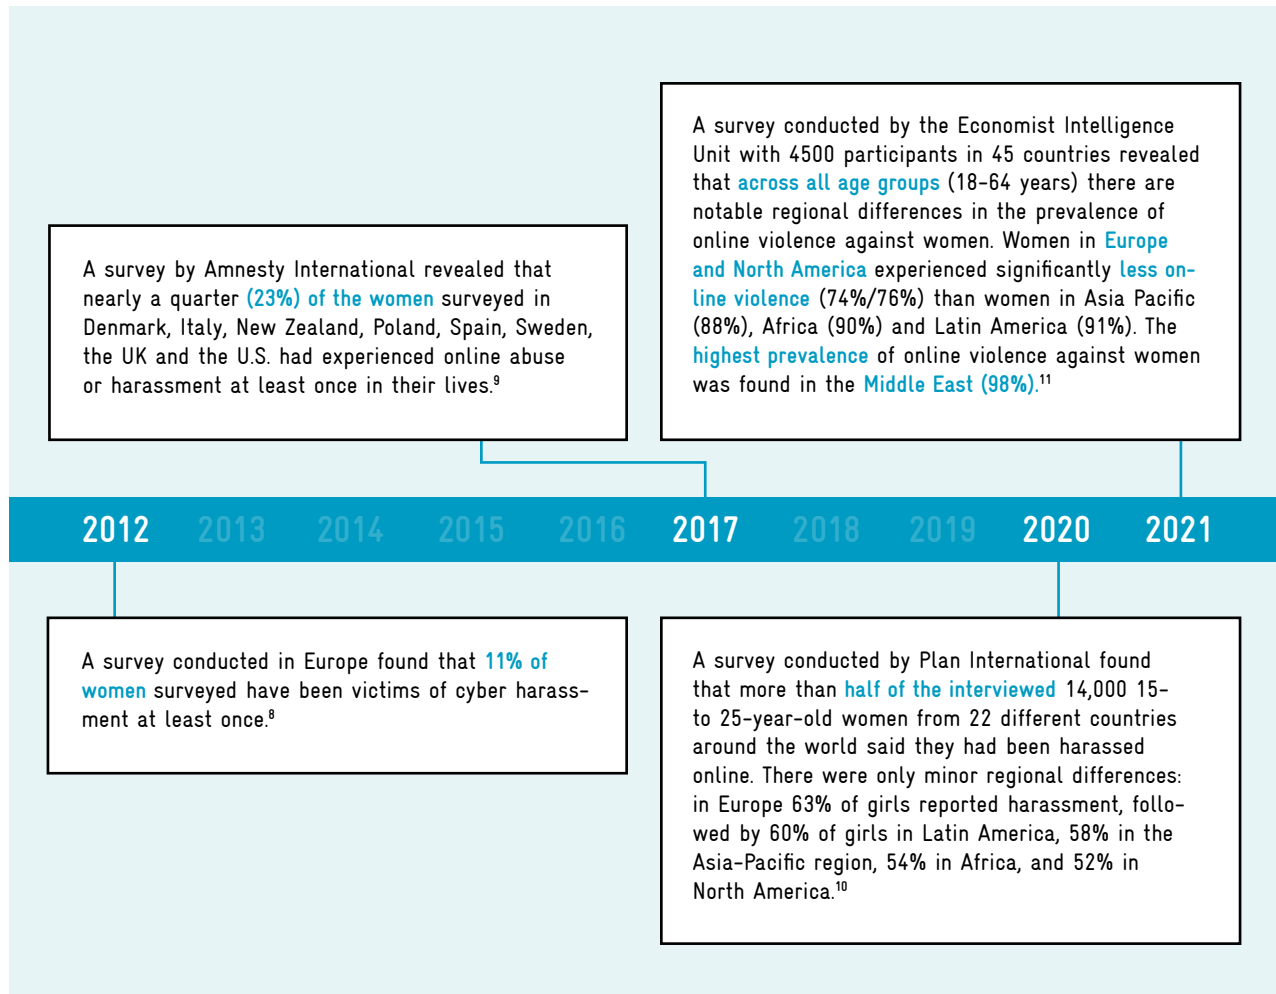 A survey by Amnesty International revealed that
nearly a quarter (23%) of the women surveyed in
Denmark, Italy, New Zealand, Poland, Spain, Sweden,
the UK and the U.S. had experienced online abuse
or harassment at least once in their lives.⁹
A survey conducted by the Economist Intelligence
Unit with 4500 participants in 45 countries revealed
that across all age groups (18-64 years) there are
notable regional differences in the prevalence of
online violence against women. Women in Europe
and North America experienced significantly less on-
line violence (74%/76%) than women in Asia Pacific
(88%), Africa (90%) and Latin America (91%). The
highest prevalence of online violence against women
was found in the Middle East (98%).¹¹
2012 2013 2014 2015 2016 2017 2018 2019 2020 2021
A survey conducted in Europe found that 11% of
women surveyed have been victims of cyber harass-
ment at least once.⁸
A survey conducted by Plan International found
that more than half of the interviewed 14,000 15-
to 25-year-old women from 22 different countries
around the world said they had been harassed
online. There were only minor regional differences:
in Europe 63% of girls reported harassment, follo-
wed by 60% of girls in Latin America, 58% in the
Asia-Pacific region, 54% in Africa, and 52% in
North America.¹⁰